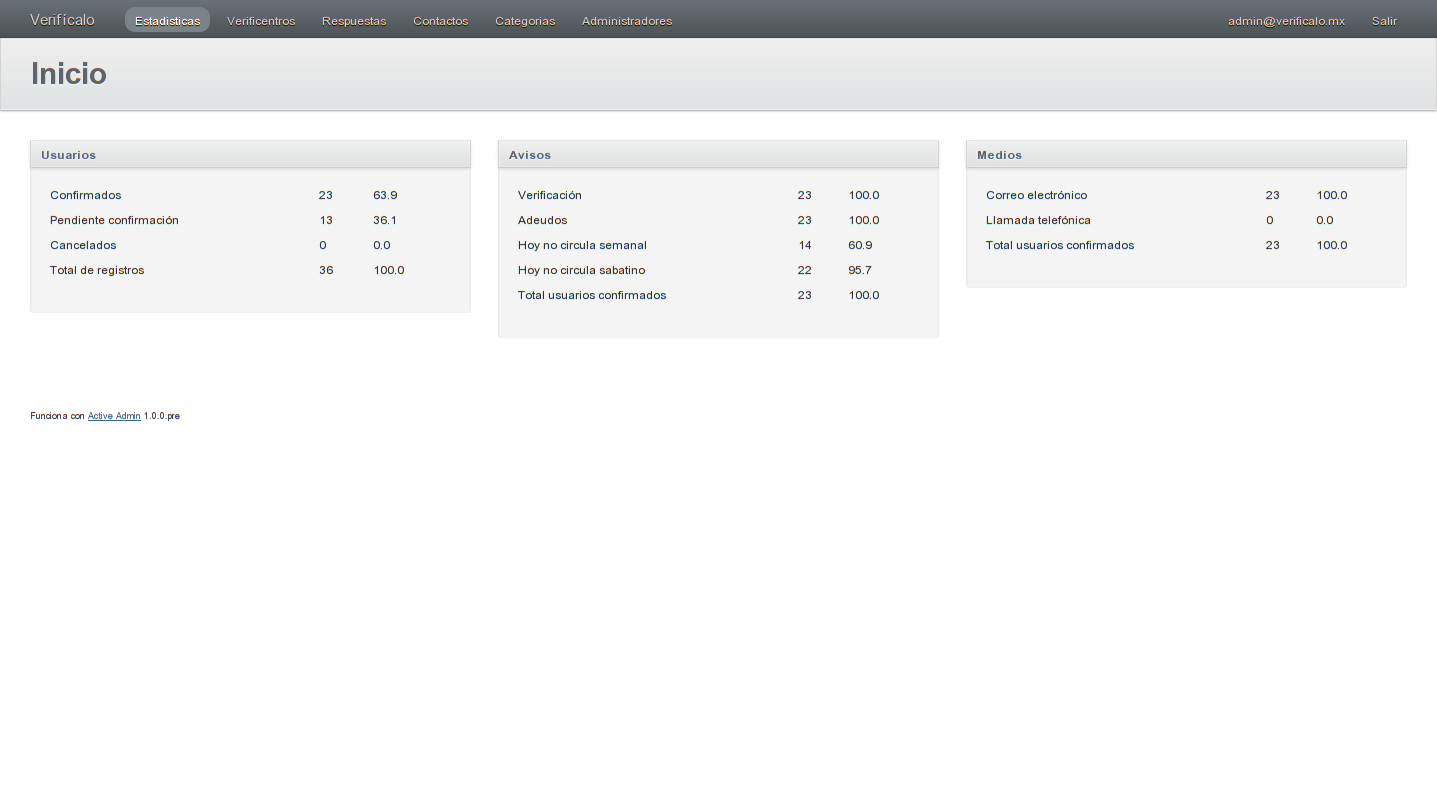 Verifícalo Estadisticas Verificentros Respuestas Contactos Categorias Administradores admin@verificalo.mx Salir
Inicio
Usuarios
Confirmados 23 63.9
Pendiente confirmación 13 36.1
Cancelados 0 0.0
Total de registros 36 100.0
Avisos
Verificación 23 100.0
Adeudos 23 100.0
Hoy no circula semanal 14 60.9
Hoy no circula sabatino 22 95.7
Total usuarios confirmados 23 100.0
Medios
Correo electrónico 23 100.0
Llamada telefónica 0 0.0
Total usuarios confirmados 23 100.0
Funciona con Active Admin 1.0.0.pre